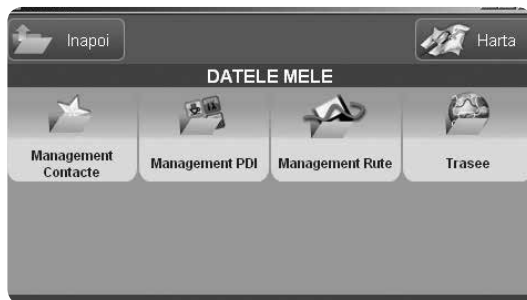 Inapoi
Harta
DATELE MELE
Management Contacte
Management PDI
Management Rute
Trasee